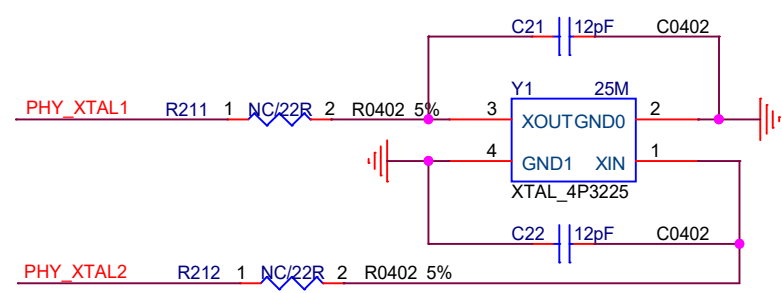 C21 12pF C0402
Y1 25M
PHY_XTAL1 R211 1 NC/22R 2 R0402 5% 3 XOUT GND0 2
4 GND1 XIN 1
XTAL_4P3225
C22 12pF C0402
PHY_XTAL2 R212 1 NC/22R 2 R0402 5%